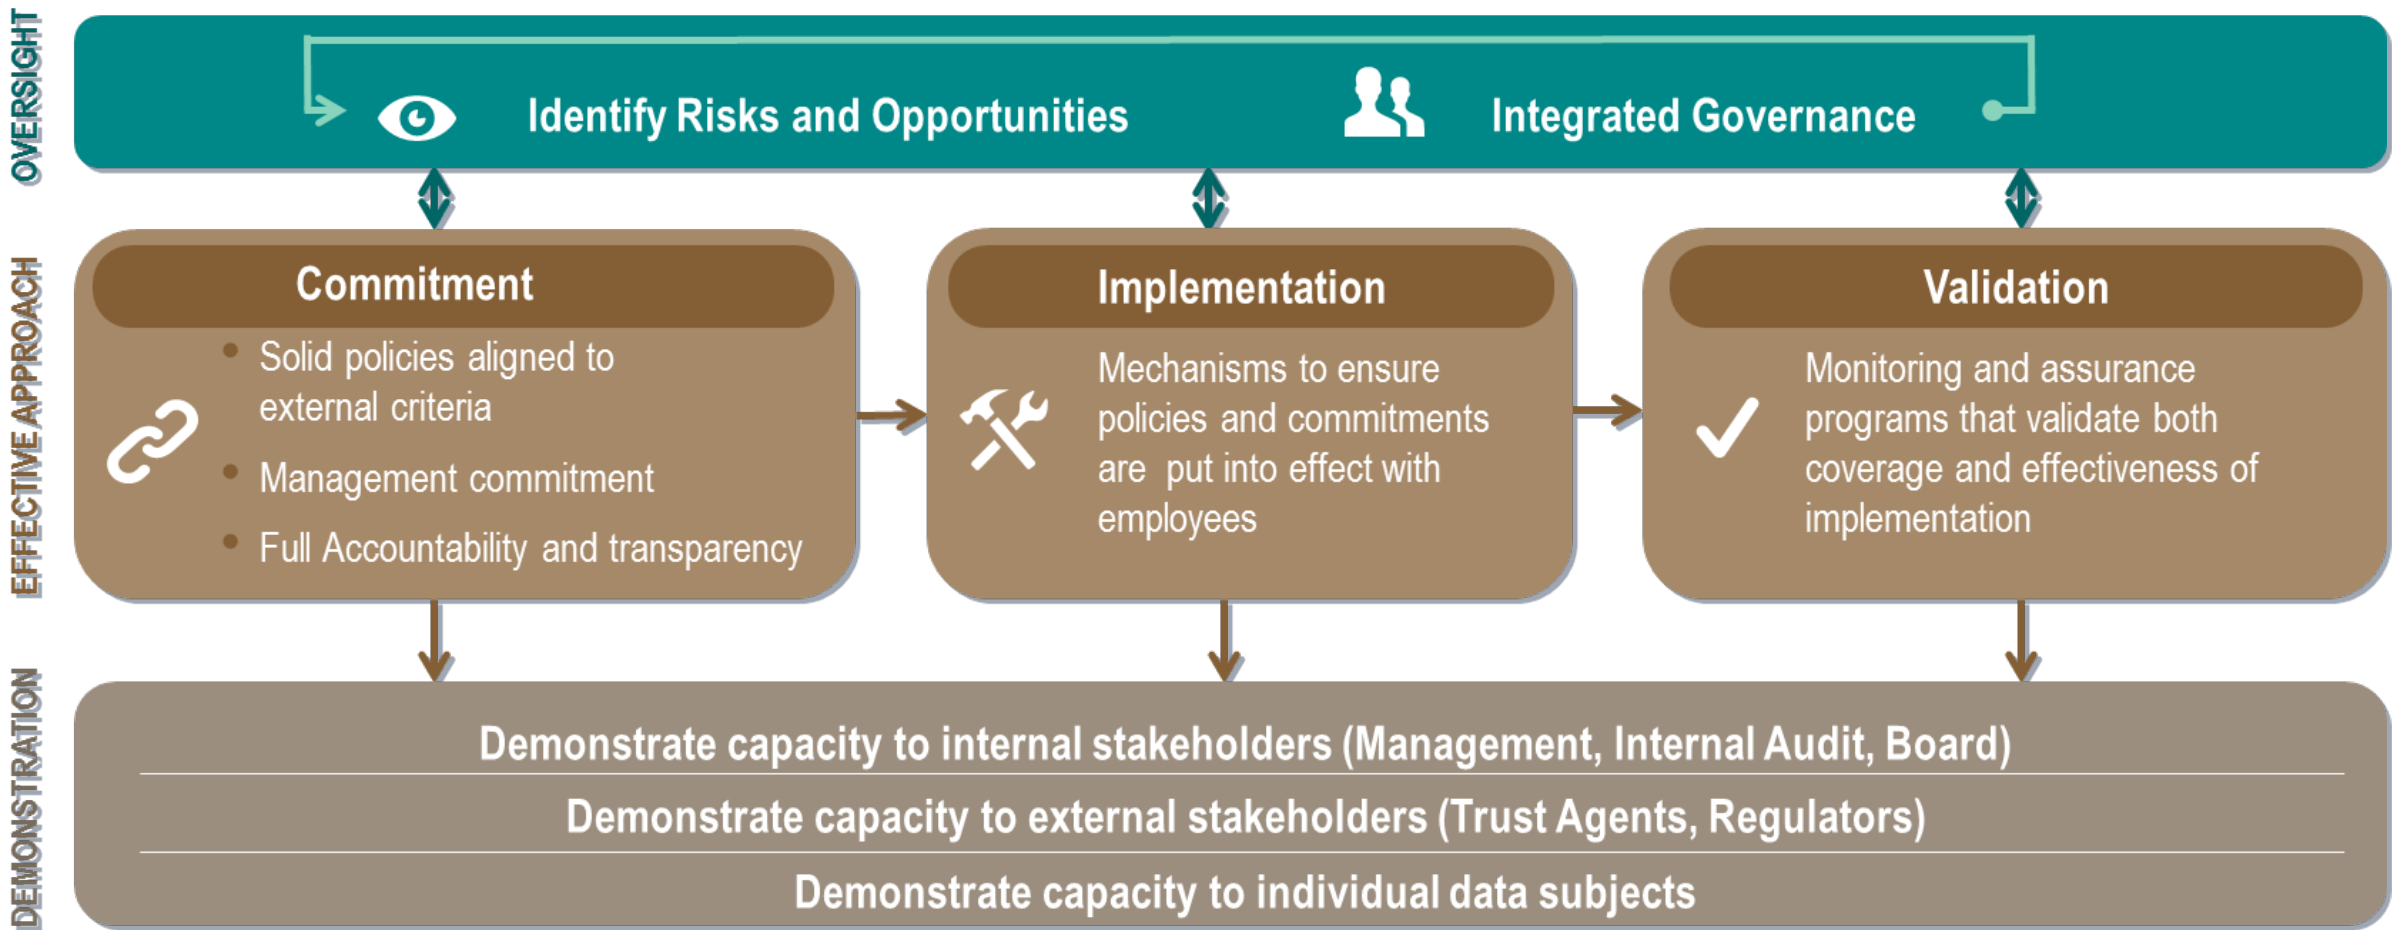 OVERSIGHT
Identify Risks and Opportunities
Integrated Governance
EFFECTIVE APPROACH
Commitment
• Solid policies aligned to
external criteria
• Management commitment
• Full Accountability and transparency
Implementation
Mechanisms to ensure
policies and commitments
are put into effect with
employees
Validation
Monitoring and assurance
programs that validate both
coverage and effectiveness of
implementation
DEMONSTRATION
Demonstrate capacity to internal stakeholders (Management, Internal Audit, Board)
Demonstrate capacity to external stakeholders (Trust Agents, Regulators)
Demonstrate capacity to individual data subjects